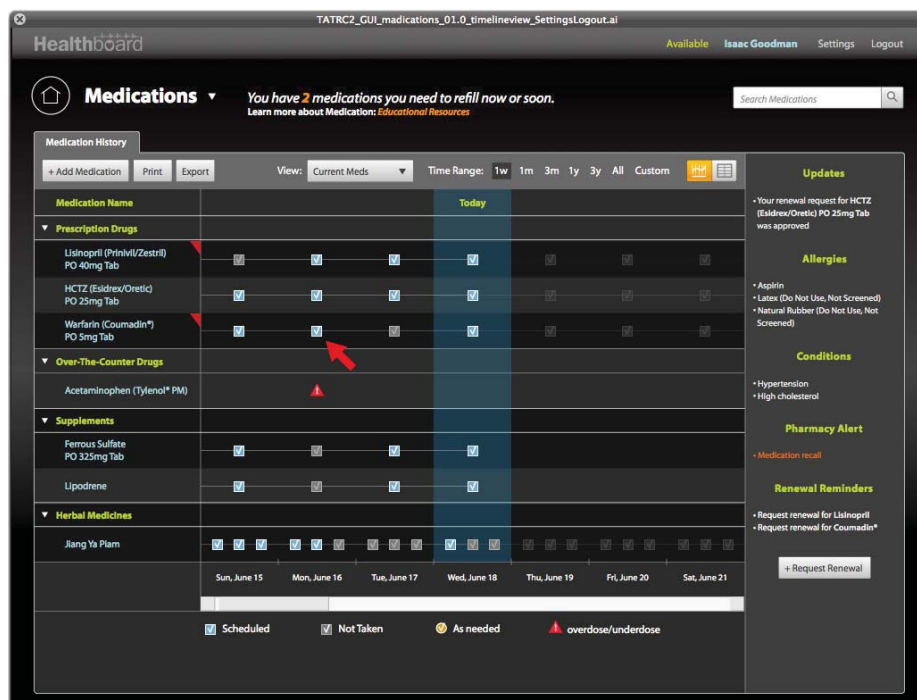 TATRC2_GUI_madications_01.0_timelineview_SettingsLogout.ai
Healthboard
Available Isaac Goodman Settings Logout
Medications
You have 2 medications you need to refill now or soon.
Learn more about Medication: Educational Resources
Search Medications
Medication History
+ Add Medication Print Export View: Current Meds Time Range: 1w 1m 3m 1y 3y All Custom
Medication Name Today
Prescription Drugs
Lisinopril (Prinivil/Zestril)
PO 40mg Tab
HCTZ (Esidrex/Oretic)
PO 25mg Tab
Warfarin (Coumadin®)
PO 5mg Tab
Over-The-Counter Drugs
Acetaminophen (Tylenol® PM)
Supplements
Ferrous Sulfate
PO 325mg Tab
Lipodrene
Herbal Medicines
Jiang Ya Plam
Sun, June 15 Mon, June 16 Tue, June 17 Wed, June 18 Thu, June 19 Fri, June 20 Sat, June 21
Scheduled Not Taken As needed overdose/underdose
Updates
• Your renewal request for HCTZ
(Esidrex/Oretic) PO 25mg Tab
was approved
Allergies
• Aspirin
• Latex (Do Not Use, Not Screened)
• Natural Rubber (Do Not Use, Not
Screened)
Conditions
• Hypertension
• High cholesterol
Pharmacy Alert
• Medication recall
Renewal Reminders
• Request renewal for Lisinopril
• Request renewal for Coumadin®
+ Request Renewal